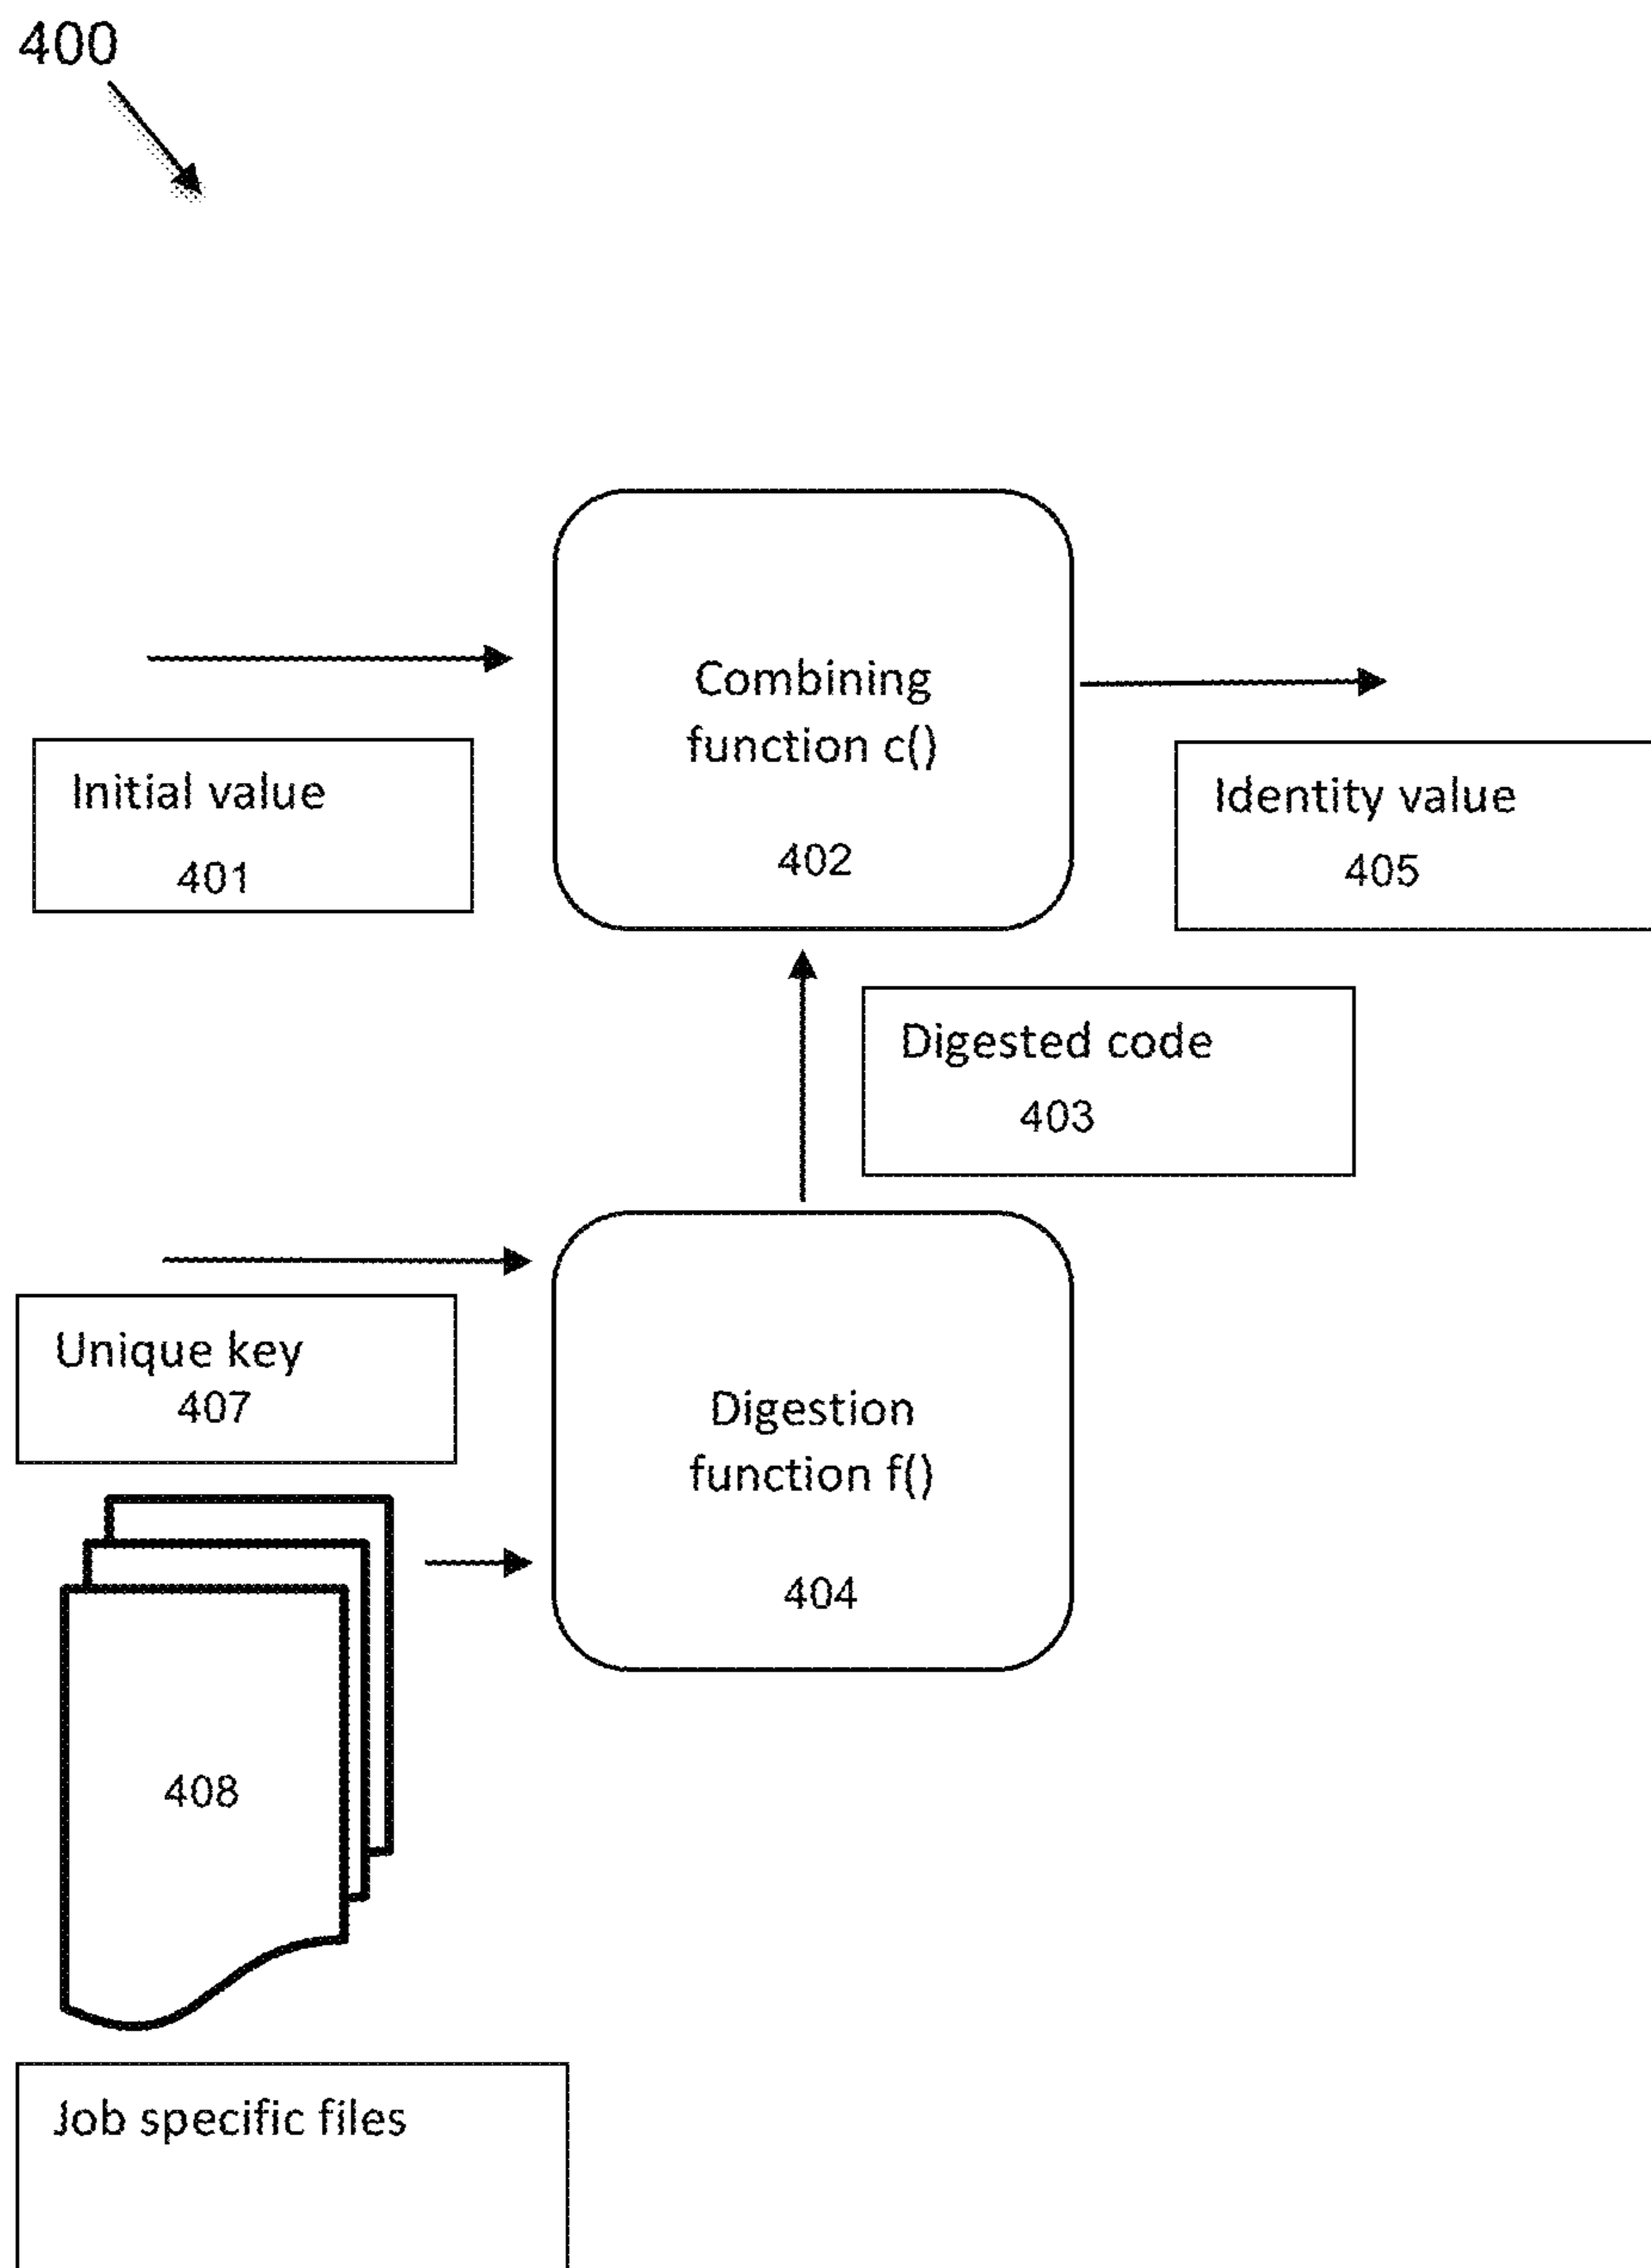 400
Combining
function c()
402
Initial value
401
Identity value
405
Digested code
403
Unique key
407
Digestion
function f()
404
408
Job specific files